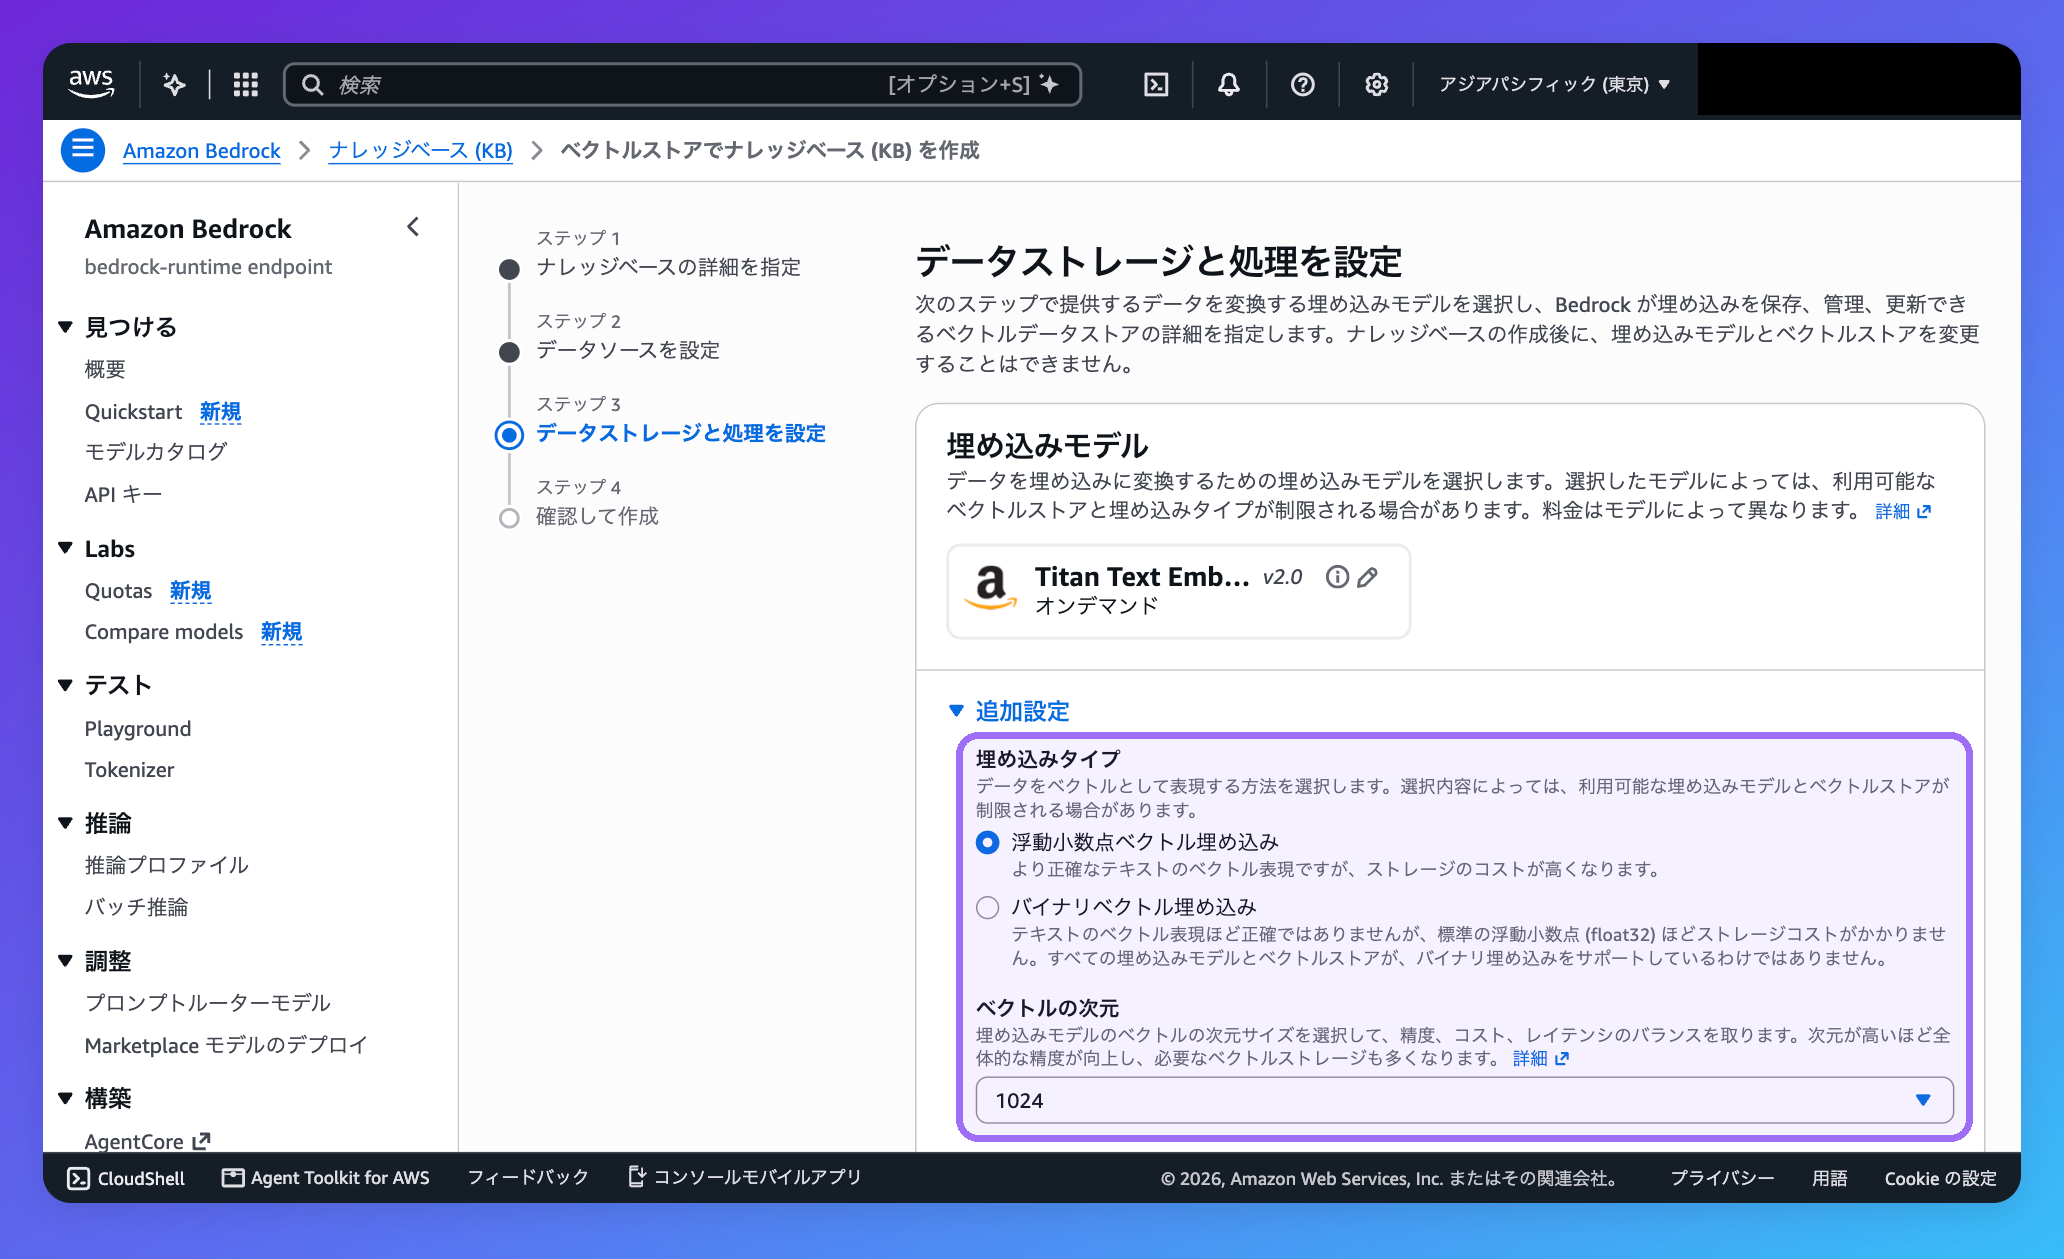 aws
検索
[オプション+S]
アジアパシフィック (東京)
Amazon Bedrock
ナレッジベース (KB)
ベクトルストアでナレッジベース (KB) を作成
Amazon Bedrock
bedrock-runtime endpoint
見つける
概要
Quickstart 新規
モデルカタログ
API キー
Labs
Quotas 新規
Compare models 新規
テスト
Playground
Tokenizer
推論
推論プロファイル
バッチ推論
調整
プロンプトルーターモデル
Marketplace モデルのデプロイ
構築
AgentCore
ステップ 1
ナレッジベースの詳細を指定
ステップ 2
データソースを設定
ステップ 3
データストレージと処理を設定
ステップ 4
確認して作成
データストレージと処理を設定
次のステップで提供するデータを変換する埋め込みモデルを選択し、Bedrock が埋め込みを保存、管理、更新でき
るベクトルデータストアの詳細を指定します。ナレッジベースの作成後に、埋め込みモデルとベクトルストアを変更
することはできません。
埋め込みモデル
データを埋め込みに変換するための埋め込みモデルを選択します。選択したモデルによっては、利用可能な
ベクトルストアと埋め込みタイプが制限される場合があります。料金はモデルによって異なります。 詳細
a
Titan Text Emb... v2.0
オンデマンド
追加設定
埋め込みタイプ
データをベクトルとして表現する方法を選択します。選択内容によっては、利用可能な埋め込みモデルとベクトルストアが
制限される場合があります。
浮動小数点ベクトル埋め込み
より正確なテキストのベクトル表現ですが、ストレージのコストが高くなります。
バイナリベクトル埋め込み
テキストのベクトル表現ほど正確ではありませんが、標準の浮動小数点 (float32) ほどストレージコストがかかりませ
ん。すべての埋め込みモデルとベクトルストアが、バイナリ埋め込みをサポートしているわけではありません。
ベクトルの次元
埋め込みモデルのベクトルの次元サイズを選択して、精度、コスト、レイテンシのバランスを取ります。次元が高いほど全
体的な精度が向上し、必要なベクトルストレージも多くなります。 詳細
1024
CloudShell
Agent Toolkit for AWS
フィードバック
コンソールモバイルアプリ
© 2026, Amazon Web Services, Inc. またはその関連会社。
プライバシー
用語
Cookie の設定